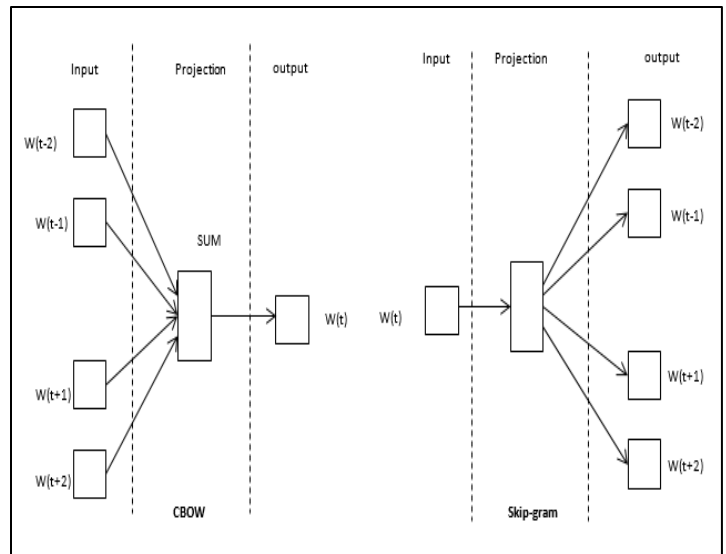 Input
Projection
output
W(t-2)
W(t-1)
SUM
W(t)
W(t+1)
W(t+2)
CBOW
Input
Projection
output
W(t-2)
W(t-1)
W(t)
W(t+1)
W(t+2)
Skip-gram